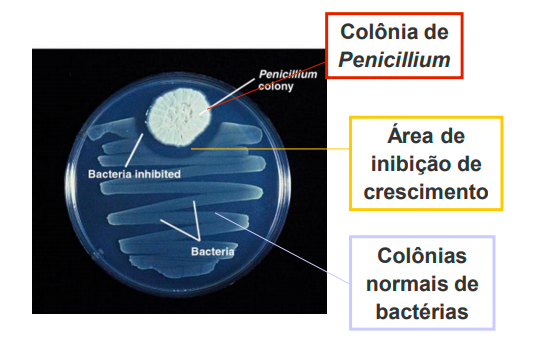 Colônia de
Penicillium
Penicillium
colony
Área de
inibição de
crescimento
Bacteria inhibited
Bacteria
Colônias
normais de
bactérias